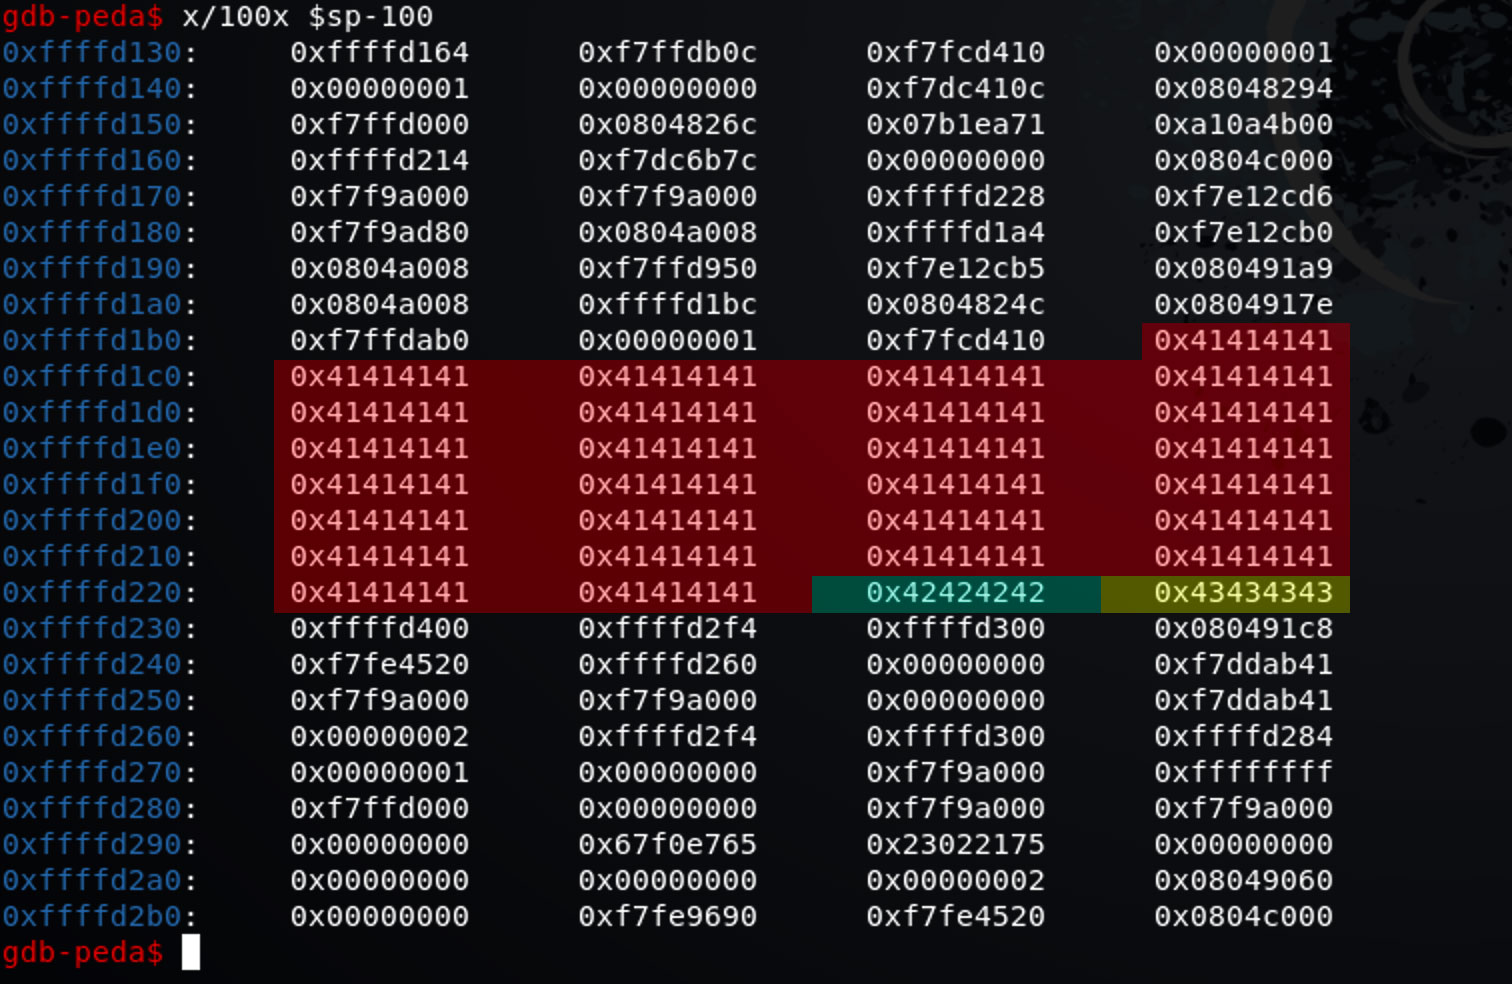 gdb-peda$ x/100x $sp-100
0xffffd130: 0xffffd164 0xf7ffdb0c 0xf7fcd410 0x00000001
0xffffd140: 0x00000001 0x00000000 0xf7dc410c 0x08048294
0xffffd150: 0xf7ffd000 0x0804826c 0x07b1ea71 0xa10a4b00
0xffffd160: 0xffffd214 0xf7dc6b7c 0x00000000 0x0804c000
0xffffd170: 0xf7f9a000 0xf7f9a000 0xffffd228 0xf7e12cd6
0xffffd180: 0xf7f9ad80 0x0804a008 0xffffd1a4 0xf7e12cb0
0xffffd190: 0x0804a008 0xf7ffd950 0xf7e12cb5 0x080491a9
0xffffd1a0: 0x0804a008 0xffffd1bc 0x0804824c 0x0804917e
0xffffd1b0: 0xf7ffdab0 0x00000001 0xf7fcd410 0x41414141
0xffffd1c0: 0x41414141 0x41414141 0x41414141 0x41414141
0xffffd1d0: 0x41414141 0x41414141 0x41414141 0x41414141
0xffffd1e0: 0x41414141 0x41414141 0x41414141 0x41414141
0xffffd1f0: 0x41414141 0x41414141 0x41414141 0x41414141
0xffffd200: 0x41414141 0x41414141 0x41414141 0x41414141
0xffffd210: 0x41414141 0x41414141 0x41414141 0x41414141
0xffffd220: 0x41414141 0x41414141 0x42424242 0x43434343
0xffffd230: 0xffffd400 0xffffd2f4 0xffffd300 0x080491c8
0xffffd240: 0xf7fe4520 0xffffd260 0x00000000 0xf7ddab41
0xffffd250: 0xf7f9a000 0xf7f9a000 0x00000000 0xf7ddab41
0xffffd260: 0x00000002 0xffffd2f4 0xffffd300 0xffffd284
0xffffd270: 0x00000001 0x00000000 0xf7f9a000 0xffffffff
0xffffd280: 0xf7ffd000 0x00000000 0xf7f9a000 0xf7f9a000
0xffffd290: 0x00000000 0x67f0e765 0x23022175 0x00000000
0xffffd2a0: 0x00000000 0x00000000 0x00000002 0x08049060
0xffffd2b0: 0x00000000 0xf7fe9690 0xf7fe4520 0x0804c000
gdb-peda$